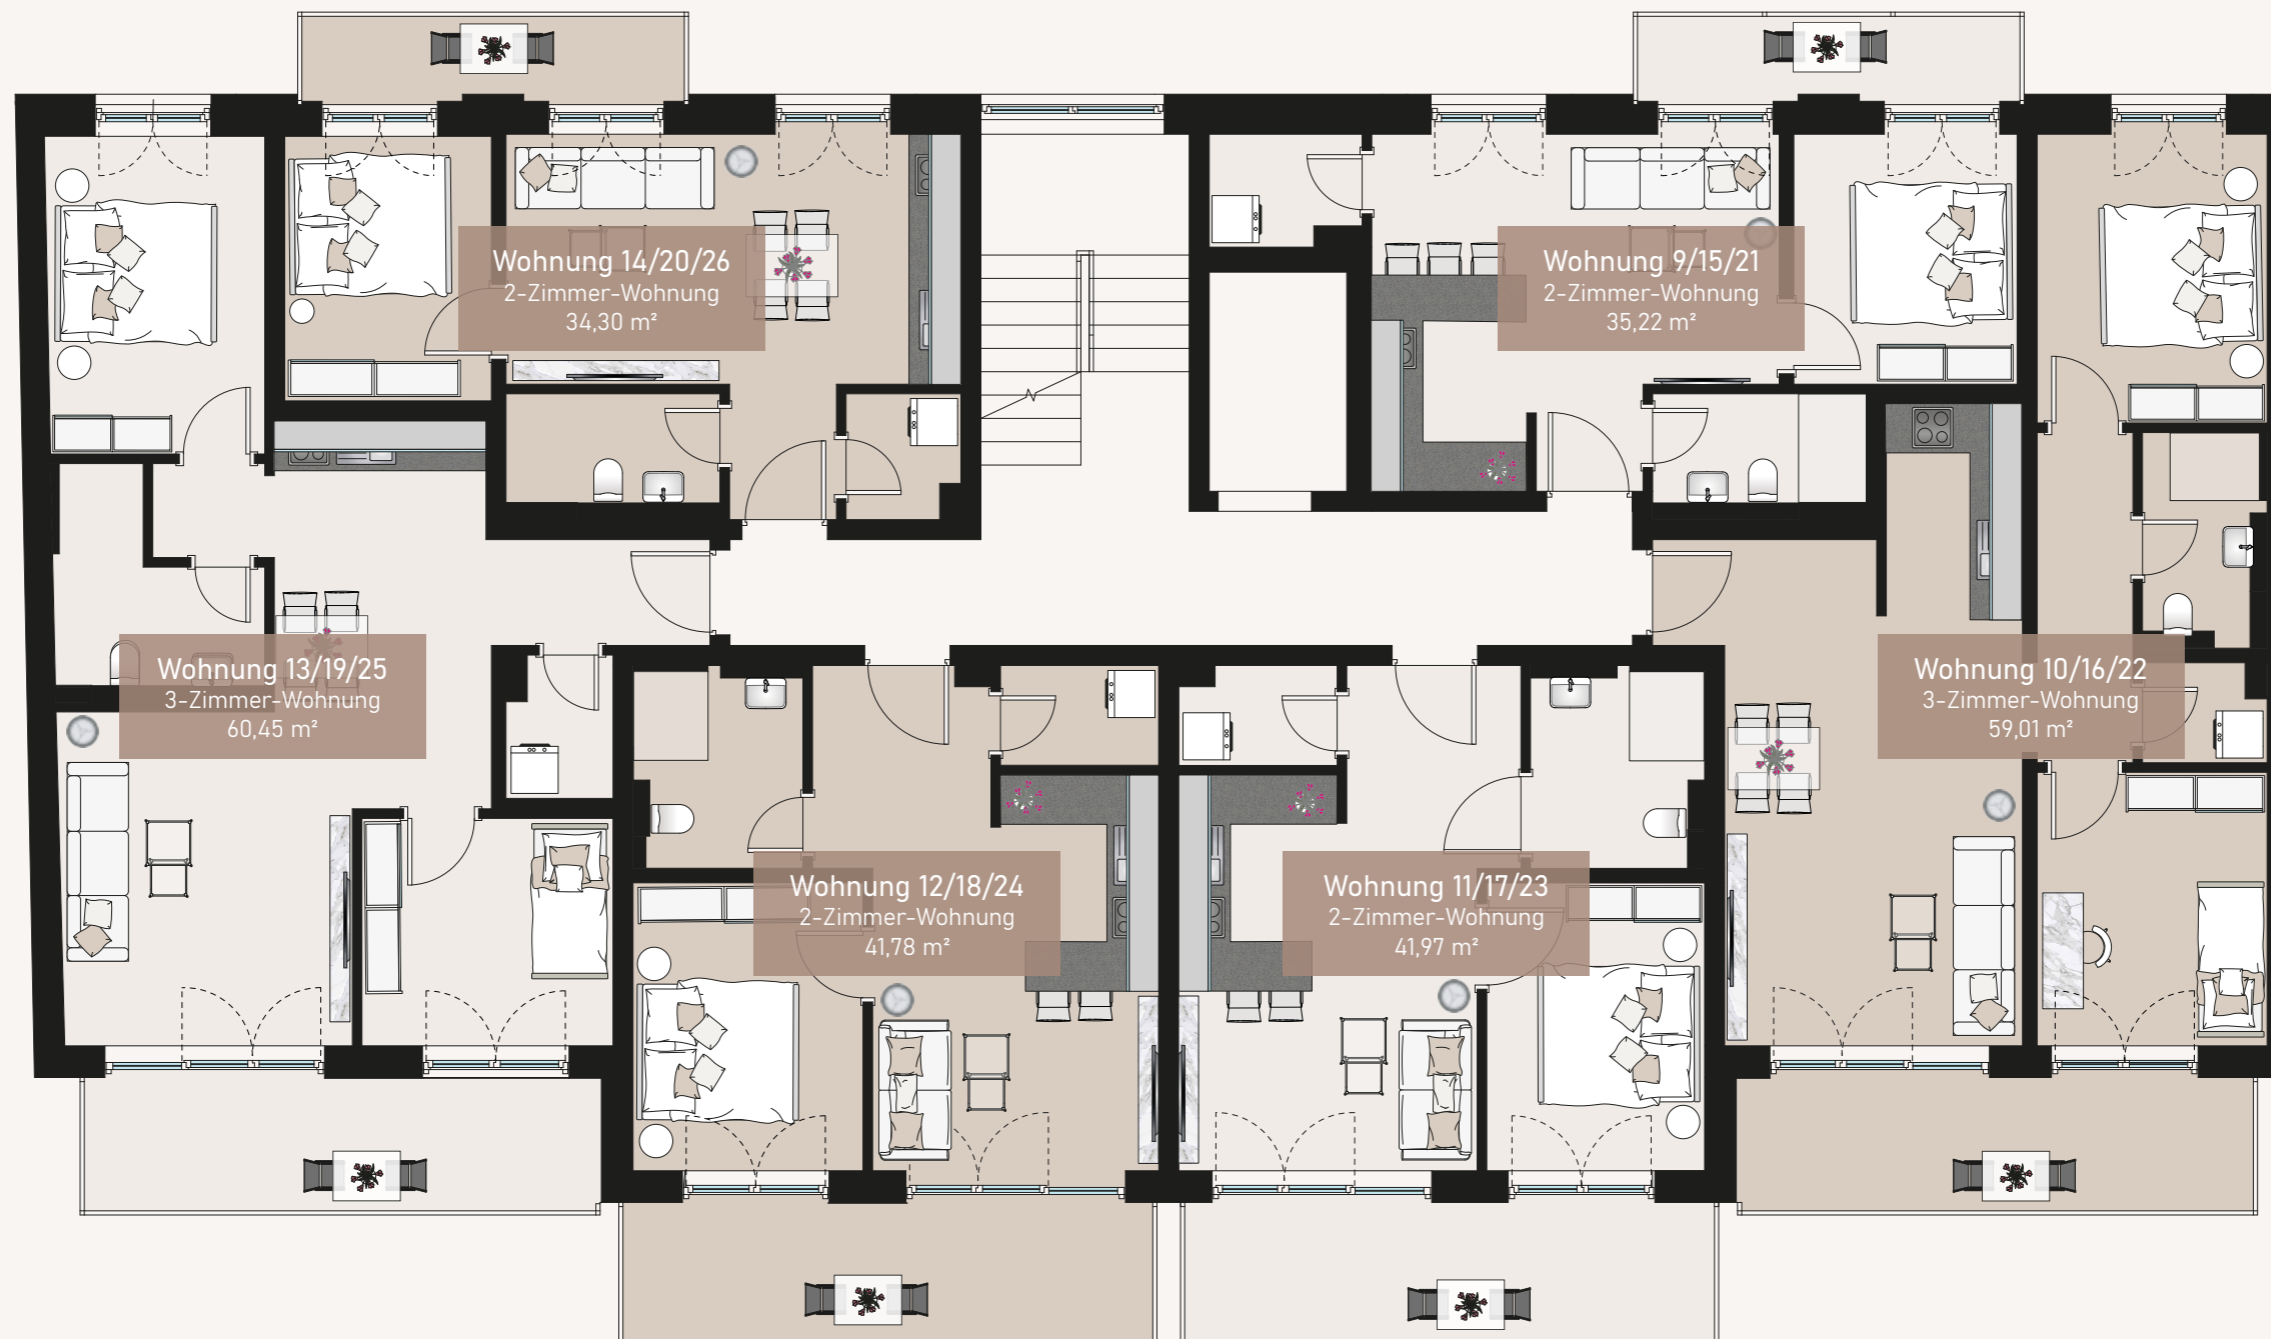 Wohnung 14/20/26
2-Zimmer-Wohnung
34,30 m²
Wohnung 9/15/21
2-Zimmer-Wohnung
35,22 m²
Wohnung 13/19/25
3-Zimmer-Wohnung
60,45 m²
Wohnung 10/16/22
3-Zimmer-Wohnung
59,01 m²
Wohnung 12/18/24
2-Zimmer-Wohnung
41,78 m²
Wohnung 11/17/23
2-Zimmer-Wohnung
41,97 m²